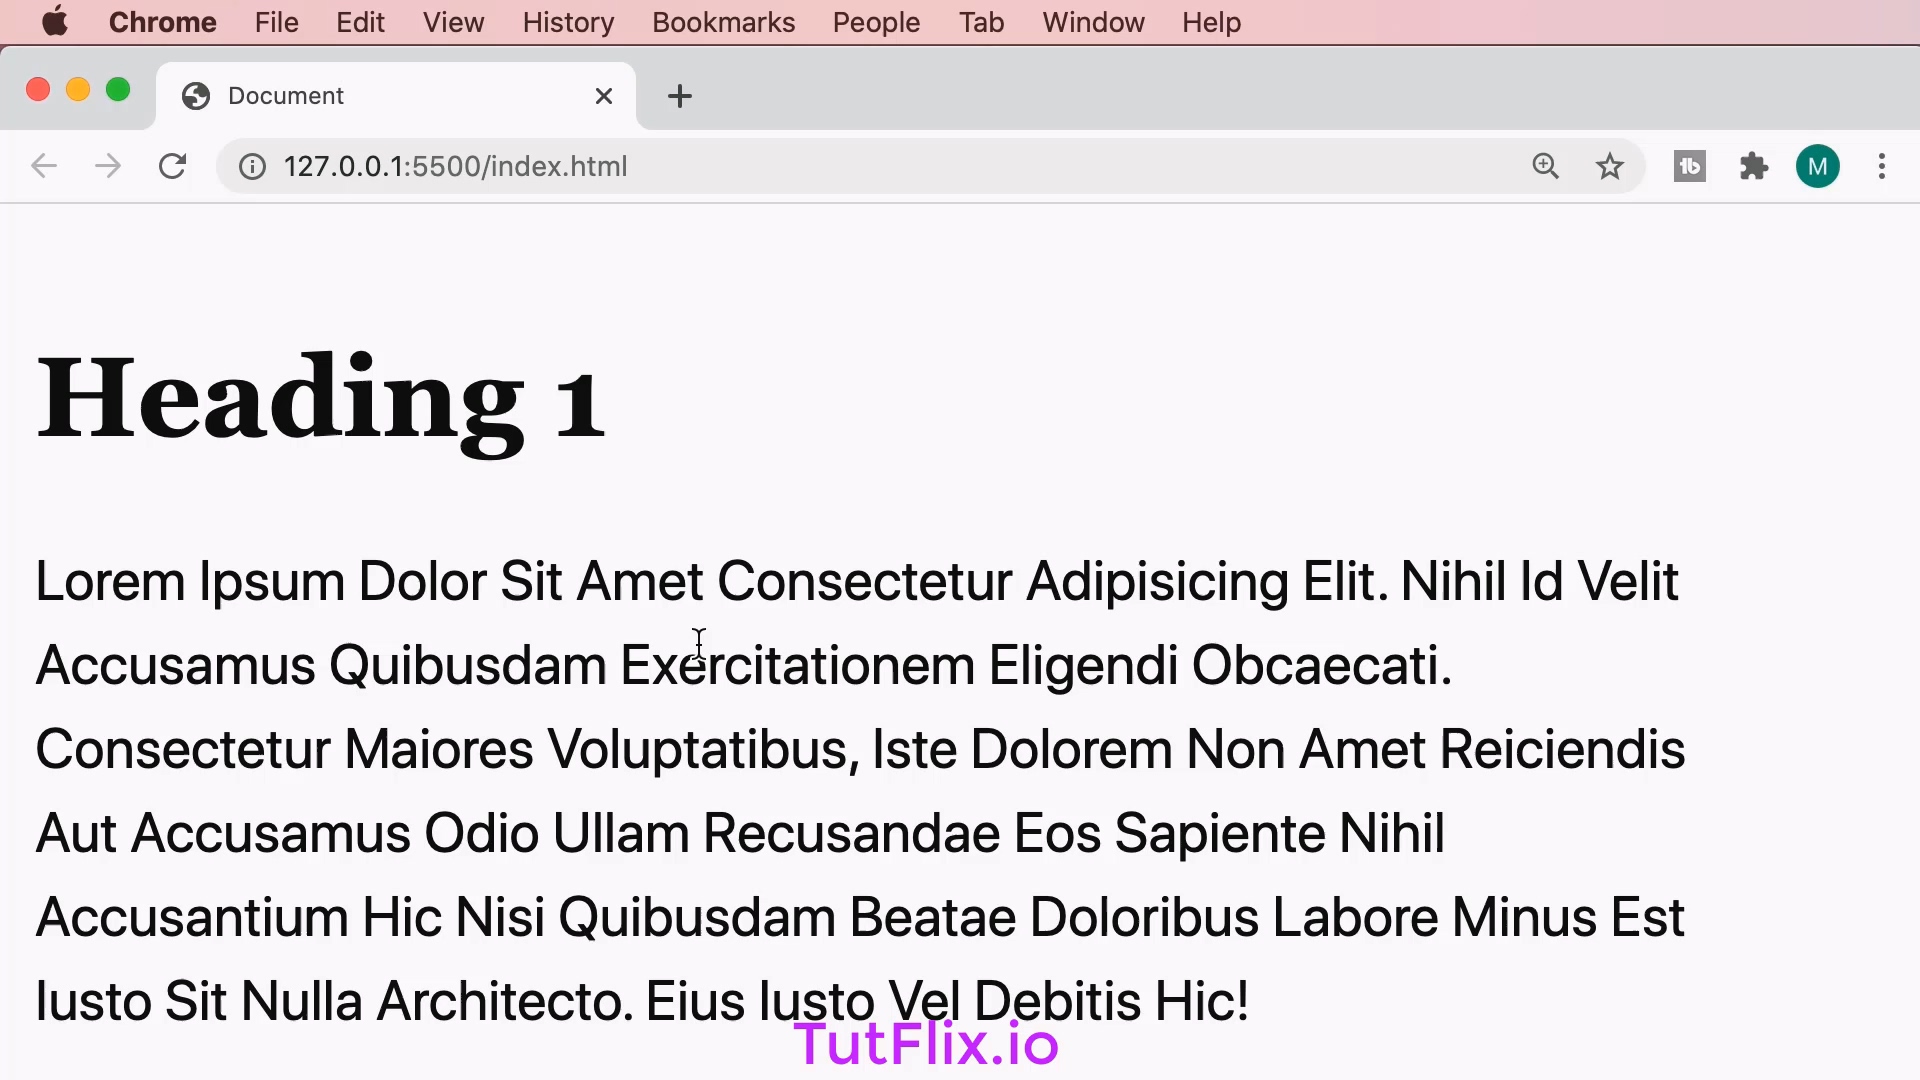 Chrome File Edit View History Bookmarks People Tab Window Help
Document
127.0.0.1:5500/index.html
M
Heading 1
Lorem Ipsum Dolor Sit Amet Consectetur Adipisicing Elit. Nihil Id Velit
Accusamus Quibusdam Exercitationem Eligendi Obcaecati.
Consectetur Maiores Voluptatibus, Iste Dolorem Non Amet Reiciendis
Aut Accusamus Odio Ullam Recusandae Eos Sapiente Nihil
Accusantium Hic Nisi Quibusdam Beatae Doloribus Labore Minus Est
Iusto Sit Nulla Architecto. Eius Iusto Vel Debitis Hic!
TutFlix.io